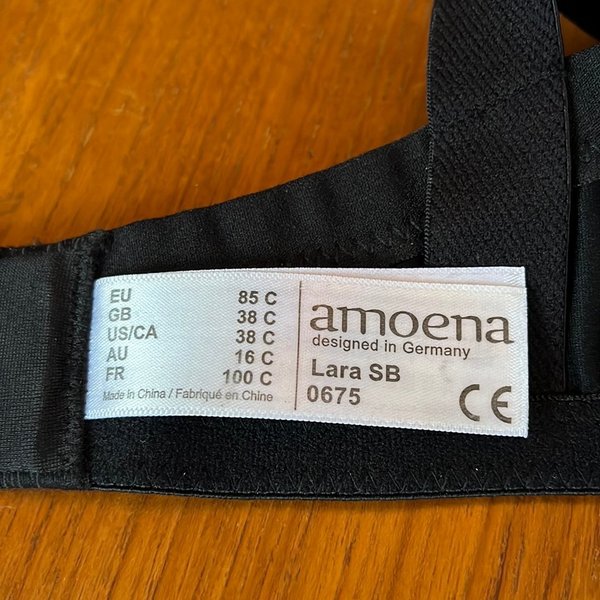 EU 85 C
GB 38 C
US/CA 38 C
AU 16 C
FR 100 C
Made in China / Fabriqué en Chine
amoena
designed in Germany
Lara SB
0675
CE